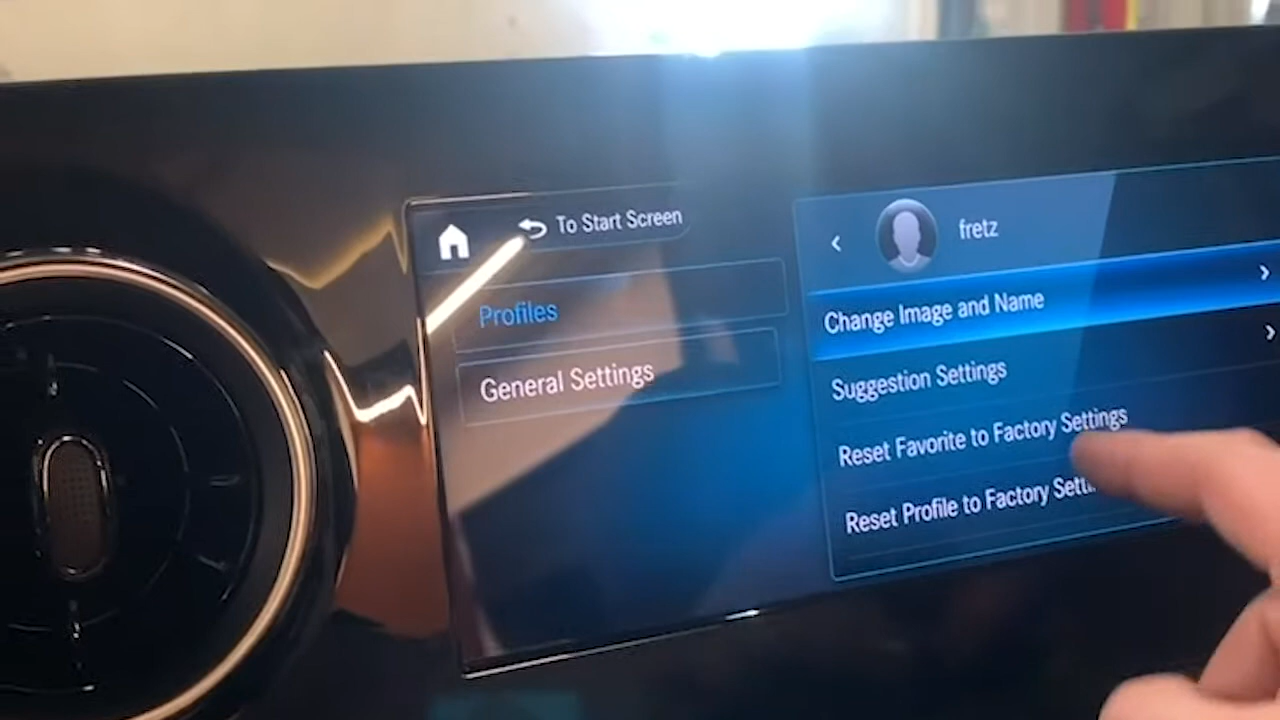 To Start Screen
fretz
Profiles
Change Image and Name
General Settings
Suggestion Settings
Reset Favorite to Factory Settings
Reset Profile to Factory